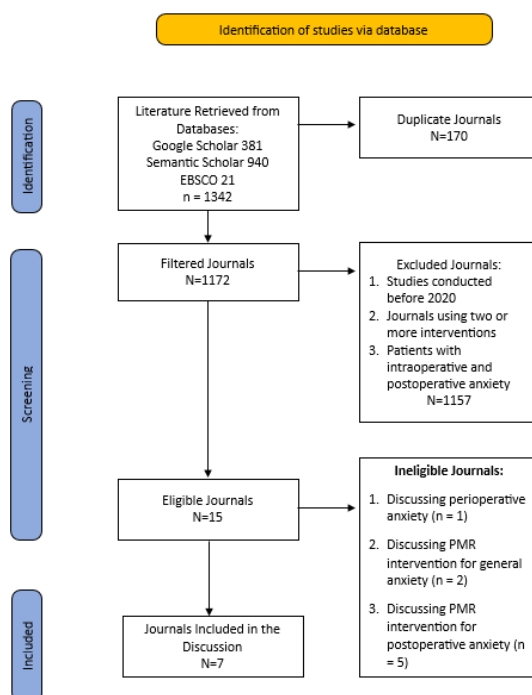 Identification of studies via database
Identification
Literature Retrieved from
Databases:
Google Scholar 381
Semantic Scholar 940
EBSCO 21
n = 1342
Duplicate Journals
N=170
Screening
Filtered Journals
N=1172
Excluded Journals:
1. Studies conducted
before 2020
2. Journals using two or
more interventions
3. Patients with
intraoperative and
postoperative anxiety
N=1157
Eligible Journals
N=15
Ineligible Journals:
1. Discussing perioperative
anxiety (n = 1)
2. Discussing PMR
intervention for general
anxiety (n = 2)
3. Discussing PMR
intervention for
postoperative anxiety (n
= 5)
Included
Journals Included in the
Discussion
N=7